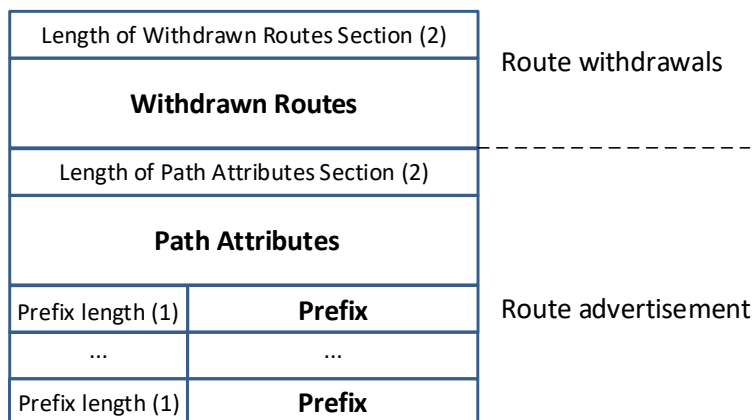 Length of Withdrawn Routes Section (2)
Route withdrawals
Withdrawn Routes
Length of Path Attributes Section (2)
Path Attributes
Prefix length (1) Prefix
Route advertisement
... ...
Prefix length (1) Prefix